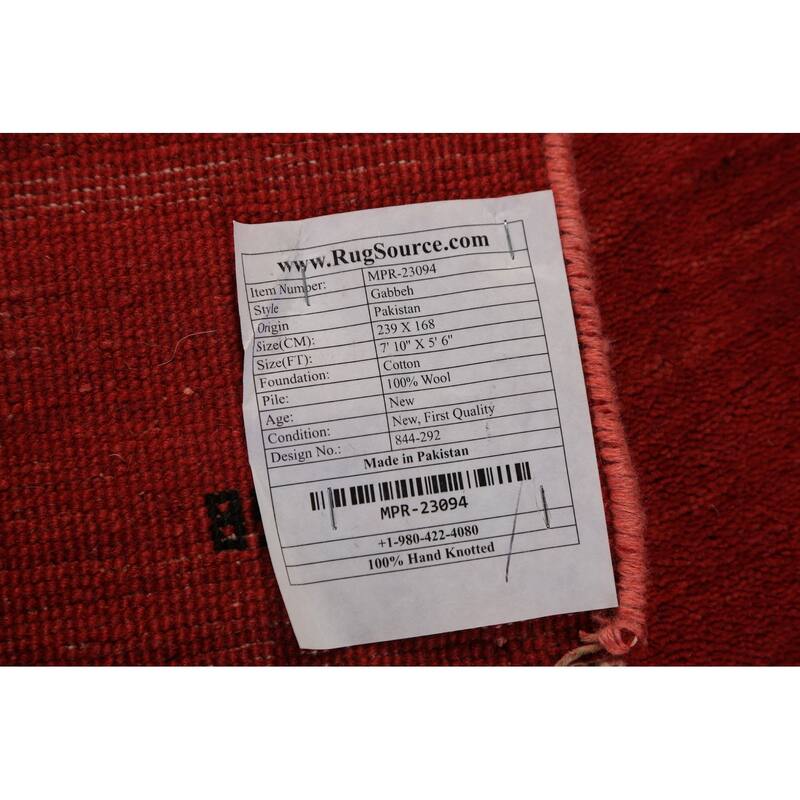 www.RugSource.com
Item Number: MPR-23094
Style Gabbeh
Origin Pakistan
Size(CM): 239 X 168
Size(FT): 7' 10" X 5' 6"
Foundation: Cotton
Pile: 100% Wool
Age: New
Condition: New, First Quality
Design No.: 844-292
Made in Pakistan
MPR-23094
+1-980-422-4080
100% Hand Knotted